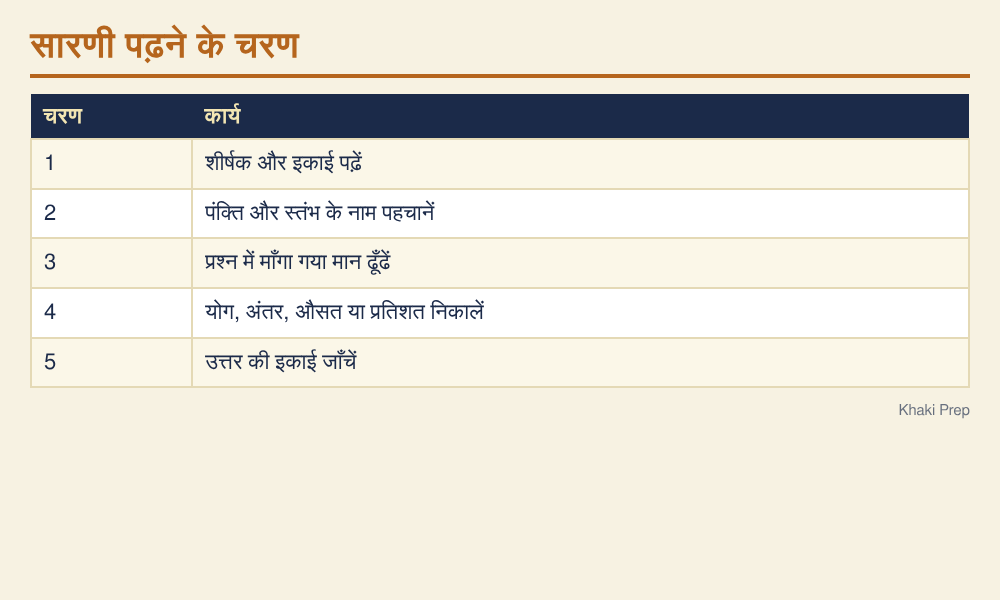 सारणी पढ़ने के चरण
चरण कार्य
1 शीर्षक और इकाई पढ़ें
2 पंक्ति और स्तंभ के नाम पहचानें
3 प्रश्न में माँगा गया मान ढूँढें
4 योग, अंतर, औसत या प्रतिशत निकालें
5 उत्तर की इकाई जाँचें
Khaki Prep